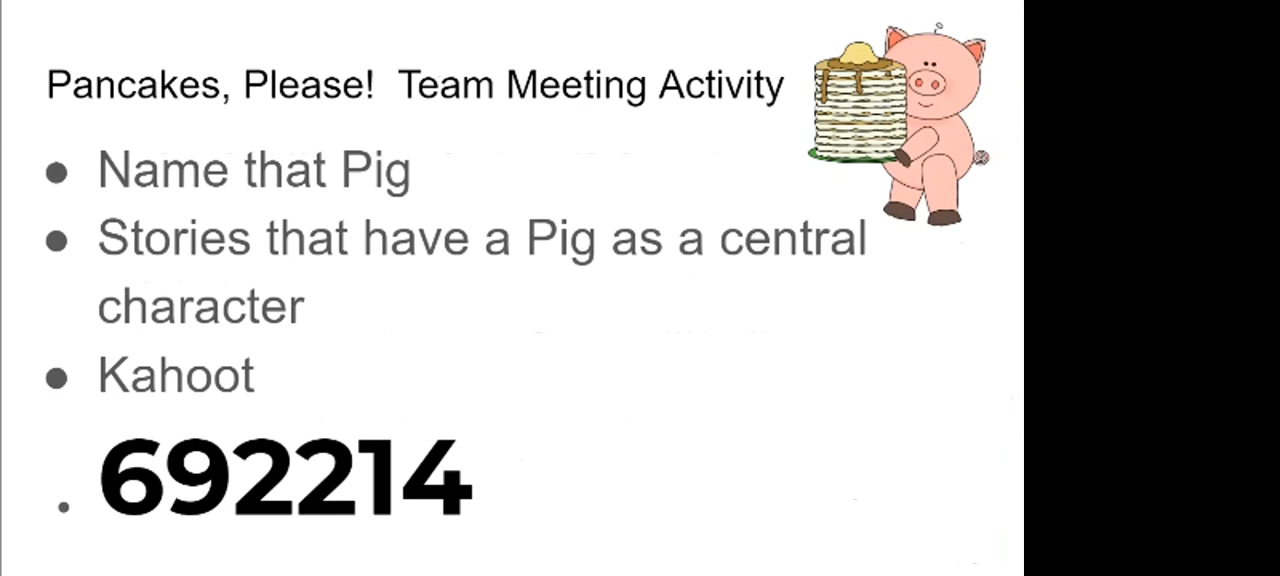 Pancakes, Please!  Team Meeting Activity
● Name that Pig
● Stories that have a Pig as a central
character
● Kahoot
. 692214